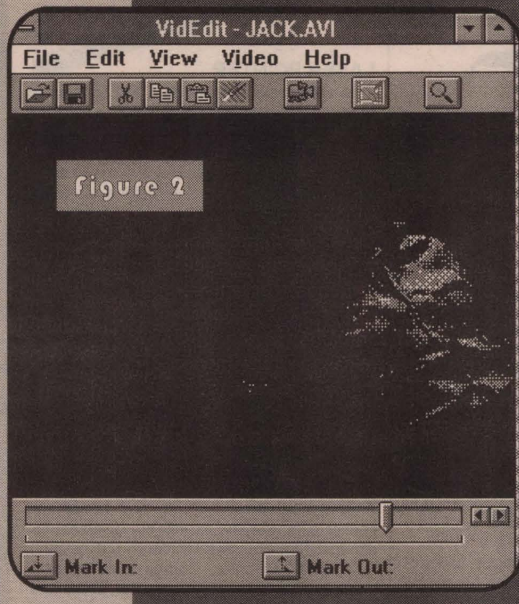 VidEdit - JACK.AVI
File Edit View Video Help
Figure 2
Mark In: Mark Out: